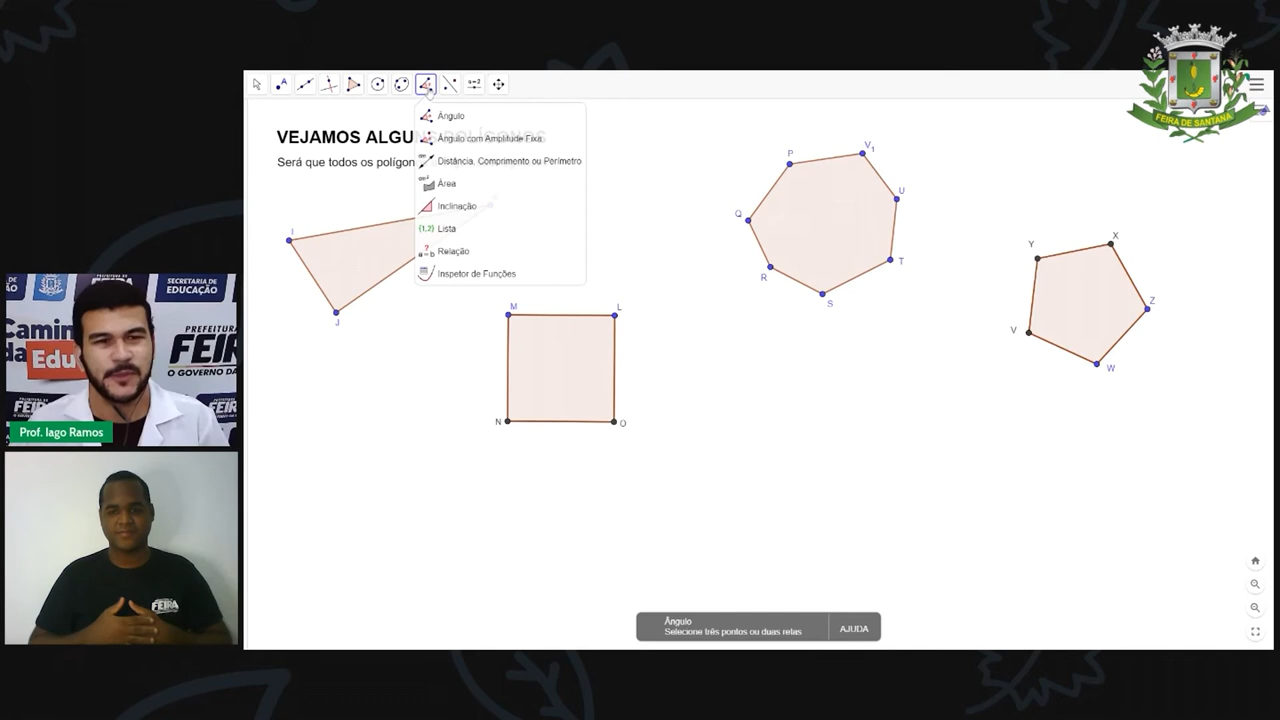 FEIRA DE SANTANA
VEJAMOS ALGU
Será que todos os polígon
Ângulo
Ângulo com Amplitude Fixa
Distância, Comprimento ou Perímetro
Área
Inclinação
(1,2) Lista
a=b Relação
Inspetor de Funções
a=2
I
J
M
L
N
O
P
V1
Q
U
R
T
S
Y
X
Z
V
W
Ângulo
Selecione três pontos ou duas retas
AJUDA
SECRETARIA DE
EDUCAÇÃO
PREFEITURA
Camin
da Edu
FEIR
O GOVERNO DA
Prof. Iago Ramos
FEIRA